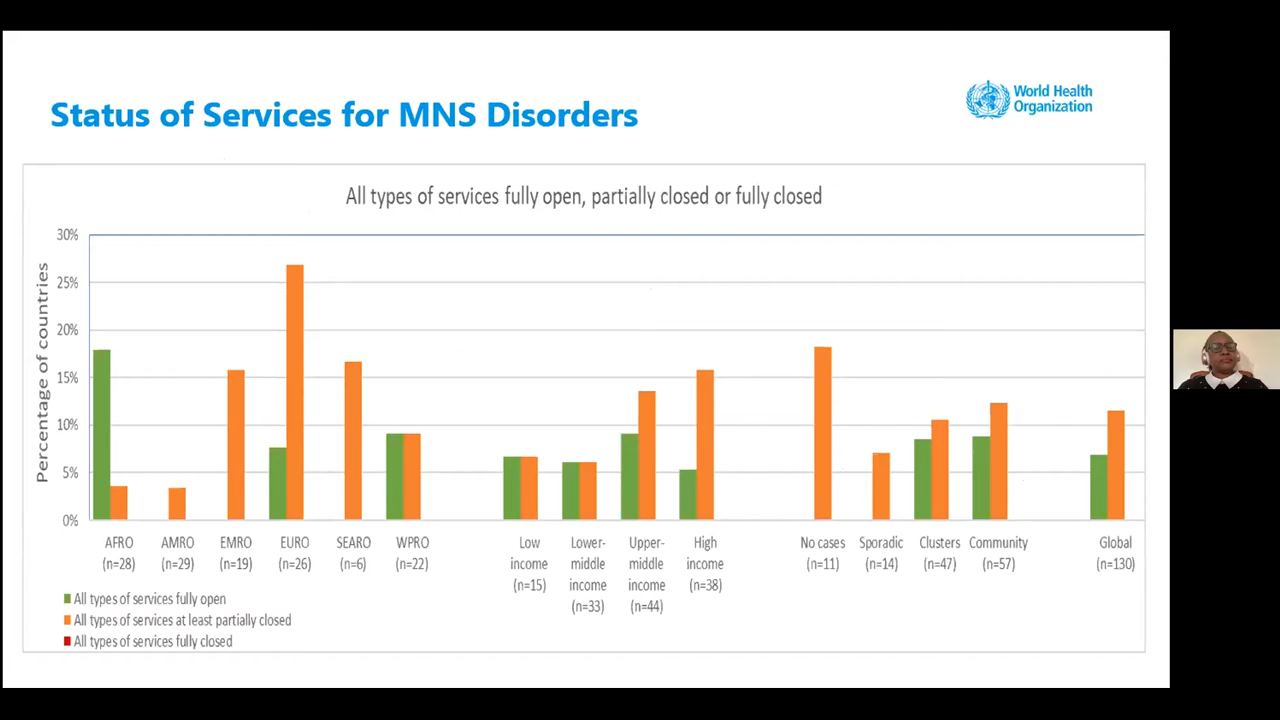 Status of Services for MNS Disorders
World Health
Organization
All types of services fully open, partially closed or fully closed
Percentage of countries
30%
25%
20%
15%
10%
5%
0%
AFRO
(n=28)
AMRO
(n=29)
EMRO
(n=19)
EURO
(n=26)
SEARO
(n=6)
WPRO
(n=22)
Low
income
(n=15)
Lower-
middle
income
(n=33)
Upper-
middle
income
(n=44)
High
income
(n=38)
No cases
(n=11)
Sporadic
(n=14)
Clusters
(n=47)
Community
(n=57)
Global
(n=130)
All types of services fully open
All types of services at least partially closed
All types of services fully closed